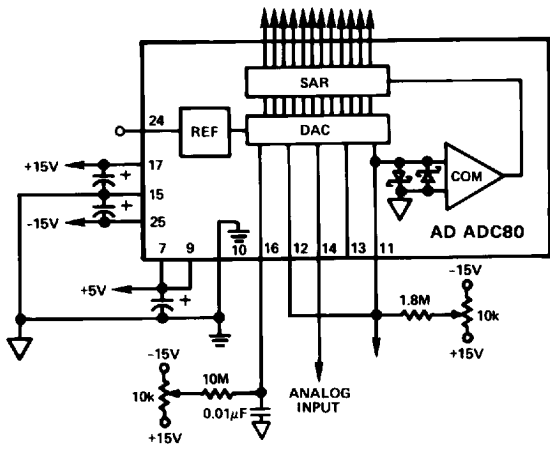 SAR
24
REF
DAC
+15V
17
COM
15
-15V
25
AD ADC80
7 9 10 16 12 14 13 11
+5V
-15V
1.8M
10k
+15V
-15V
10M
10k
ANALOG
INPUT
0.01μF
+15V